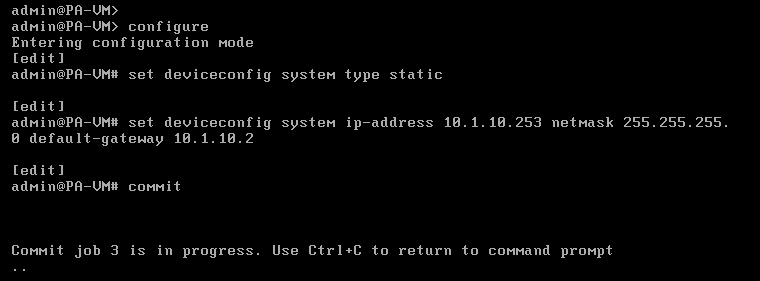 admin@PA-VM>
admin@PA-VM> configure
Entering configuration mode
[edit]
admin@PA-VM# set deviceconfig system type static
[edit]
admin@PA-VM# set deviceconfig system ip-address 10.1.10.253 netmask 255.255.255.
0 default-gateway 10.1.10.2
[edit]
admin@PA-VM# commit
Commit job 3 is in progress. Use Ctrl+C to return to command prompt
..